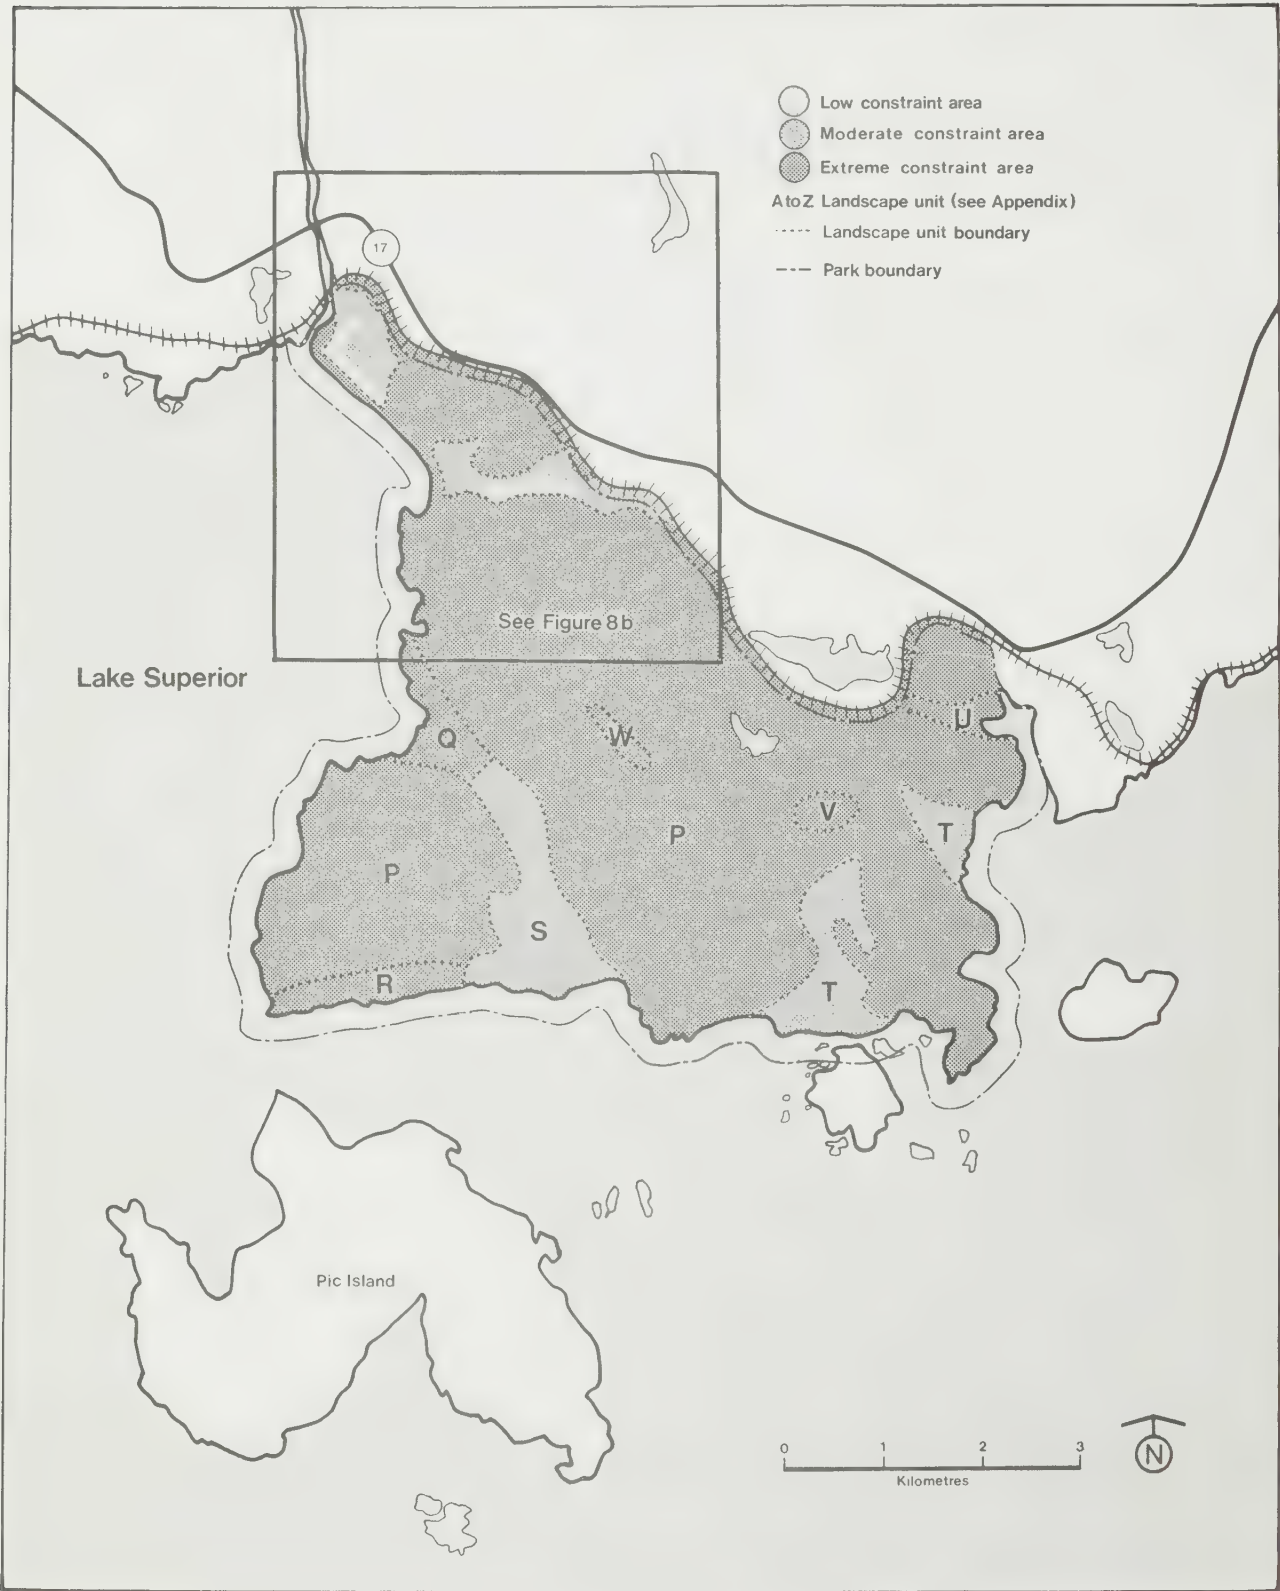 Low constraint area
Moderate constraint area
Extreme constraint area
A to Z Landscape unit (see Appendix)
Landscape unit boundary
Park boundary
17
See Figure 8b
Lake Superior
U
Q
W
V
P
T
P
S
R
T
Pic Island
0 1 2 3
Kilometres
N